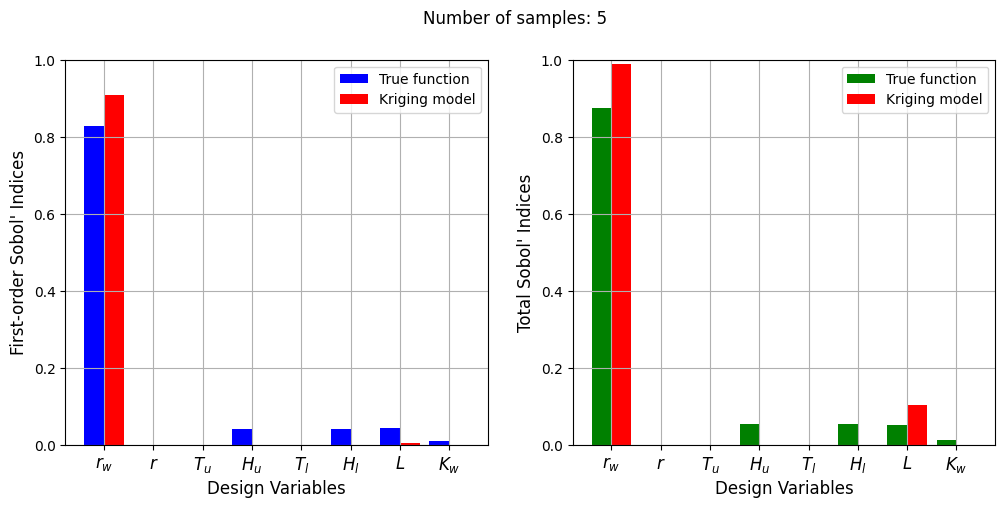 Number of samples: 5
First-order Sobol' Indices
1.0
0.8
0.6
0.4
0.2
0.0
True function
Kriging model
r_w r T_u H_u T_l H_l L K_w
Design Variables
Total Sobol' Indices
1.0
0.8
0.6
0.4
0.2
0.0
True function
Kriging model
r_w r T_u H_u T_l H_l L K_w
Design Variables